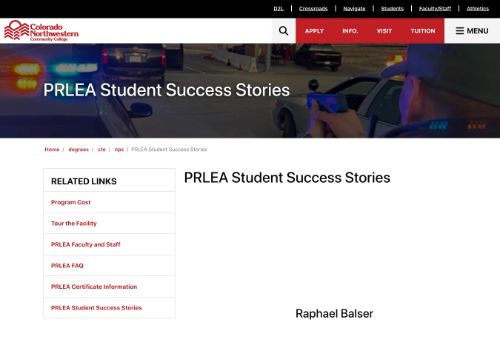 D2L | Crossroads | Navigate | Students | Faculty/Staff | Athletics
Colorado
Northwestern
Community College
APPLY INFO. VISIT TUITION MENU
PRLEA Student Success Stories
Home / degrees / cte / nps / PRLEA Student Success Stories
RELATED LINKS
Program Cost
Tour the Facility
PRLEA Faculty and Staff
PRLEA FAQ
PRLEA Certificate Information
PRLEA Student Success Stories
PRLEA Student Success Stories
Raphael Balser